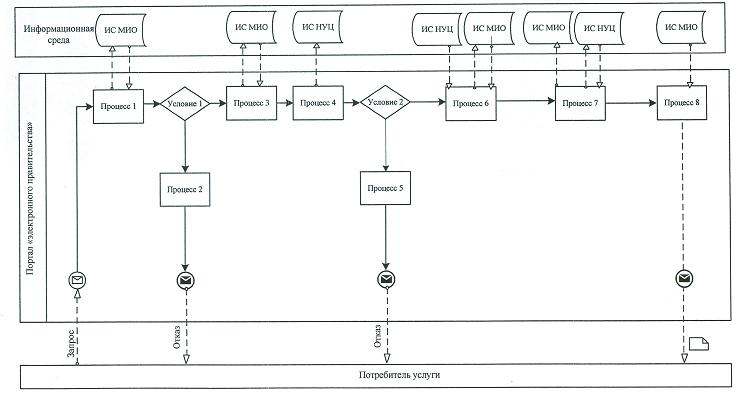 Информационная
среда
ИС МИО
ИС МИО
ИС НУЦ
ИС НУЦ
ИС МИО
ИС МИО
ИС НУЦ
ИС МИО
Портал «электронного правительства»
Процесс 1
Условие 1
Процесс 3
Процесс 4
Условие 2
Процесс 6
Процесс 7
Процесс 8
Процесс 2
Процесс 5
Запрос
Отказ
Отказ
Потребитель услуги